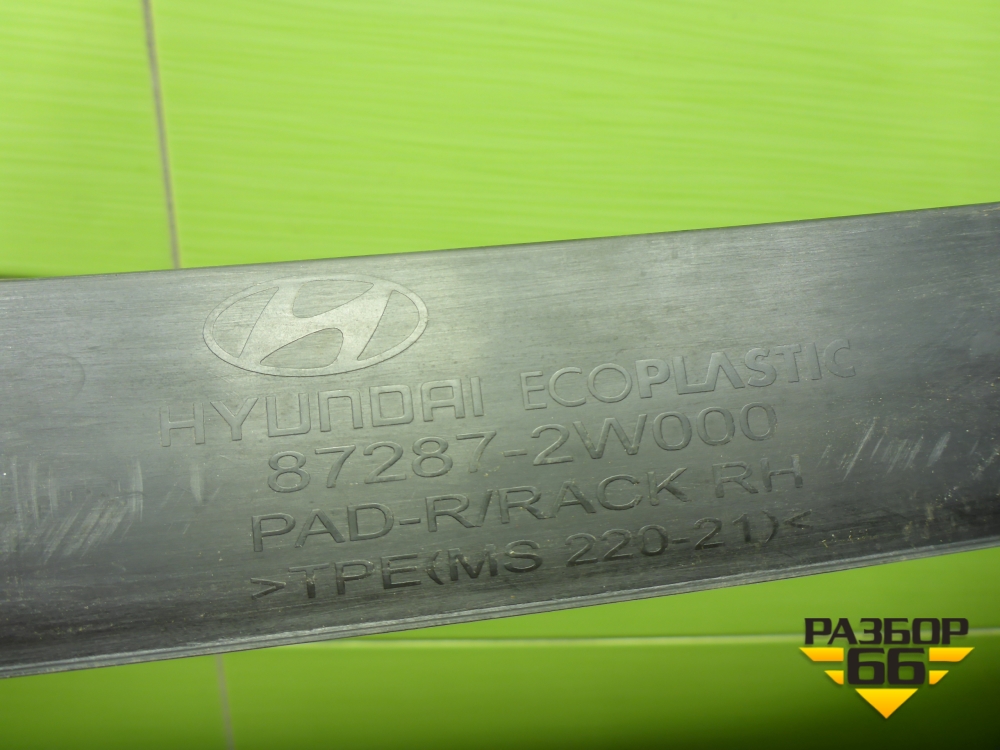 HYUNDAI ECOPLASTIC
87287-2W000
PAD-R/RACK RH
>TPE(MS 220-21)<
РАЗБОР
66